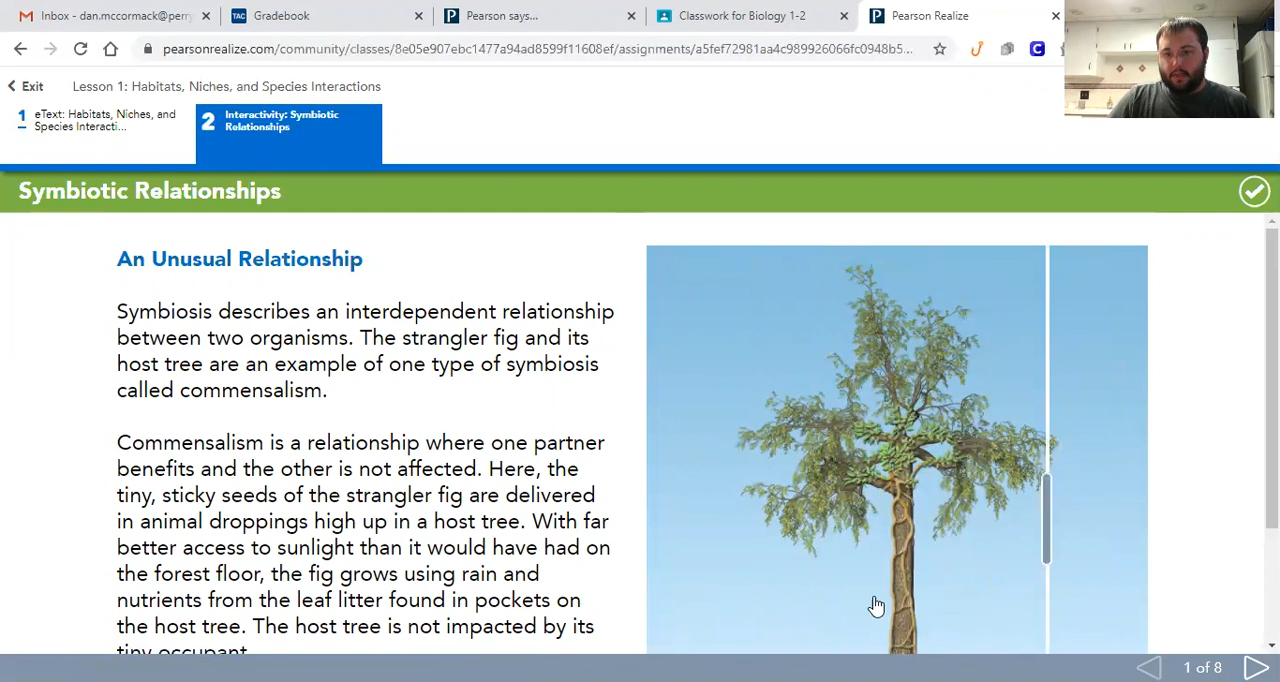 Inbox - dan.mccormack@perry
Gradebook
Pearson says...
Classwork for Biology 1-2
Pearson Realize
pearsonrealize.com/community/classes/8e05e907ebc1477a94ad8599f11608ef/assignments/a5fef72981aa4c989926066fc0948b5...
Exit
Lesson 1: Habitats, Niches, and Species Interactions
1 eText: Habitats, Niches, and
Species Interacti...
2 Interactivity: Symbiotic
Relationships
Symbiotic Relationships
An Unusual Relationship
Symbiosis describes an interdependent relationship
between two organisms. The strangler fig and its
host tree are an example of one type of symbiosis
called commensalism.
Commensalism is a relationship where one partner
benefits and the other is not affected. Here, the
tiny, sticky seeds of the strangler fig are delivered
in animal droppings high up in a host tree. With far
better access to sunlight than it would have had on
the forest floor, the fig grows using rain and
nutrients from the leaf litter found in pockets on
the host tree. The host tree is not impacted by its
tiny occupant.
1 of 8